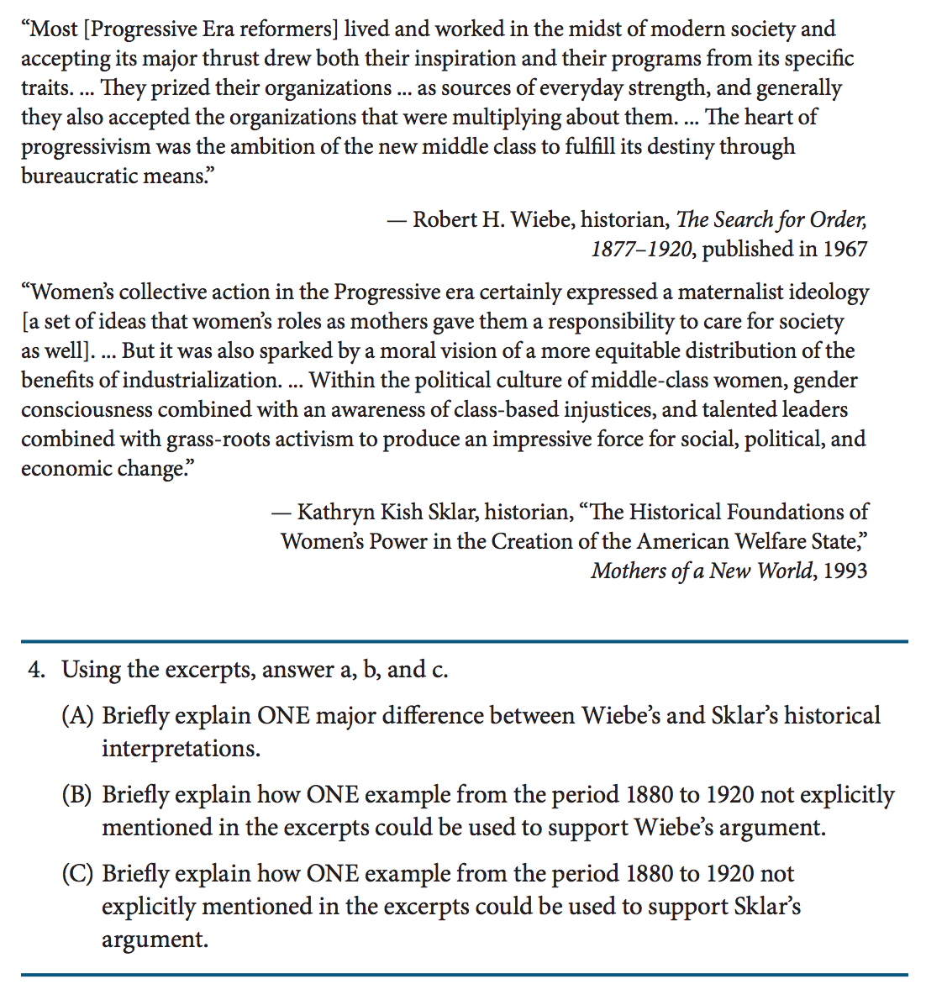 “Most [Progressive Era reformers] lived and worked in the midst of modern society and
accepting its major thrust drew both their inspiration and their programs from its specific
traits. ... They prized their organizations ... as sources of everyday strength, and generally
they also accepted the organizations that were multiplying about them. ... The heart of
progressivism was the ambition of the new middle class to fulfill its destiny through
bureaucratic means.”
— Robert H. Wiebe, historian, The Search for Order,
1877–1920, published in 1967
“Women’s collective action in the Progressive era certainly expressed a maternalist ideology
[a set of ideas that women’s roles as mothers gave them a responsibility to care for society
as well]. ... But it was also sparked by a moral vision of a more equitable distribution of the
benefits of industrialization. ... Within the political culture of middle-class women, gender
consciousness combined with an awareness of class-based injustices, and talented leaders
combined with grass-roots activism to produce an impressive force for social, political, and
economic change.”
— Kathryn Kish Sklar, historian, “The Historical Foundations of
Women’s Power in the Creation of the American Welfare State,”
Mothers of a New World, 1993
4. Using the excerpts, answer a, b, and c.
(A) Briefly explain ONE major difference between Wiebe’s and Sklar’s historical
interpretations.
(B) Briefly explain how ONE example from the period 1880 to 1920 not explicitly
mentioned in the excerpts could be used to support Wiebe’s argument.
(C) Briefly explain how ONE example from the period 1880 to 1920 not
explicitly mentioned in the excerpts could be used to support Sklar’s
argument.